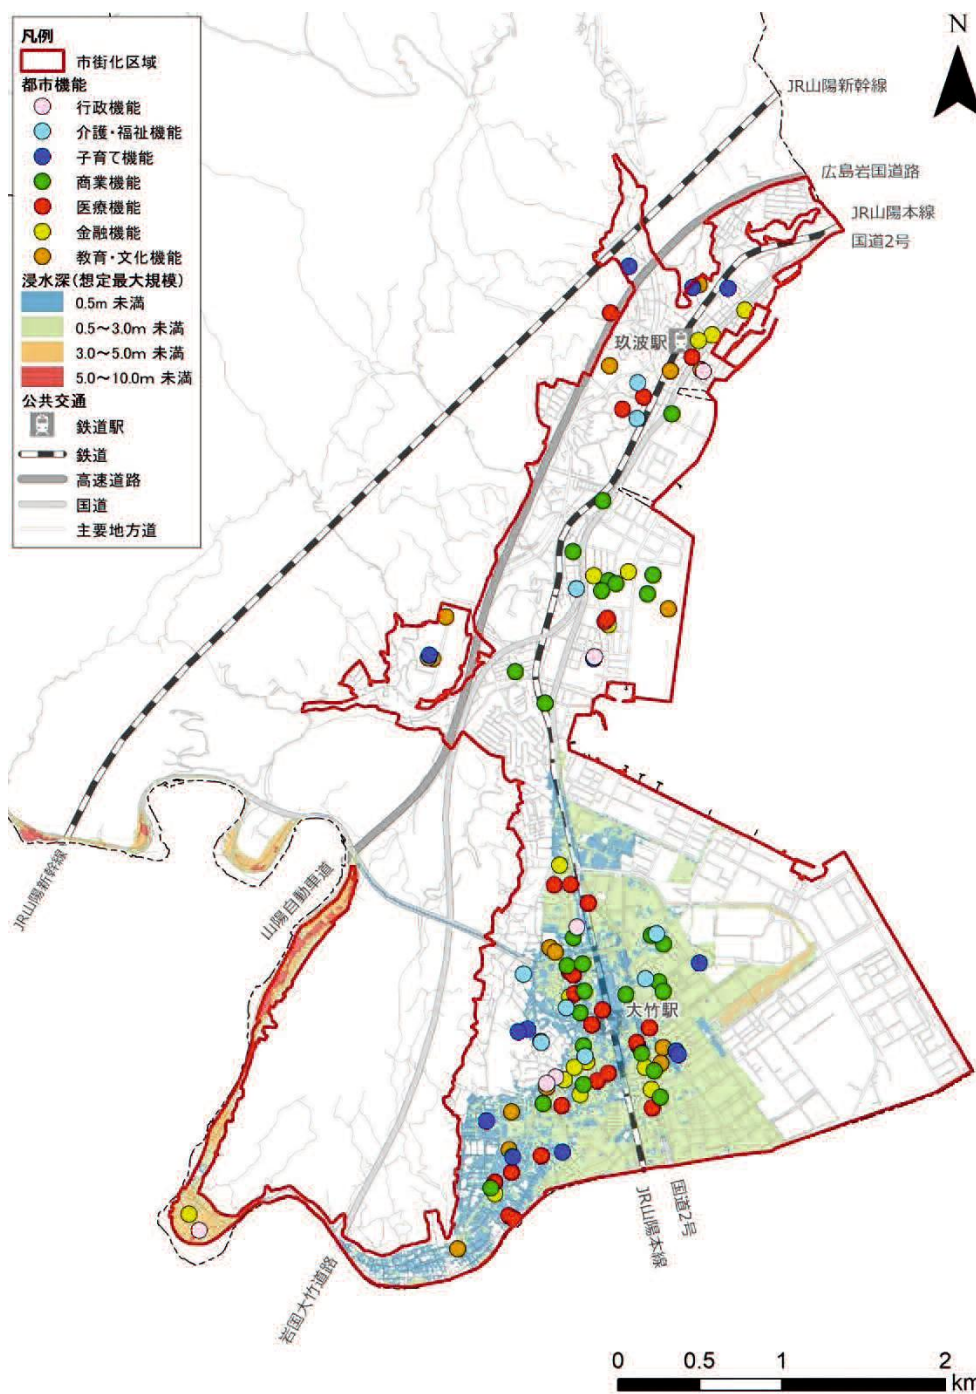 凡例
市街化区域
都市機能
行政機能
介護・福祉機能
子育て機能
商業機能
医療機能
金融機能
教育・文化機能
浸水深(想定最大規模)
0.5m 未満
0.5～3.0m 未満
3.0～5.0m 未満
5.0～10.0m 未満
公共交通
鉄道駅
鉄道
高速道路
国道
主要地方道
N
JR山陽新幹線
広島岩国道路
JR山陽本線
国道2号
玖波駅
JR山陽新幹線
山陽自動車道
大竹駅
岩国大竹道路
JR山陽本線
国道2号
0 0.5 1 2
km